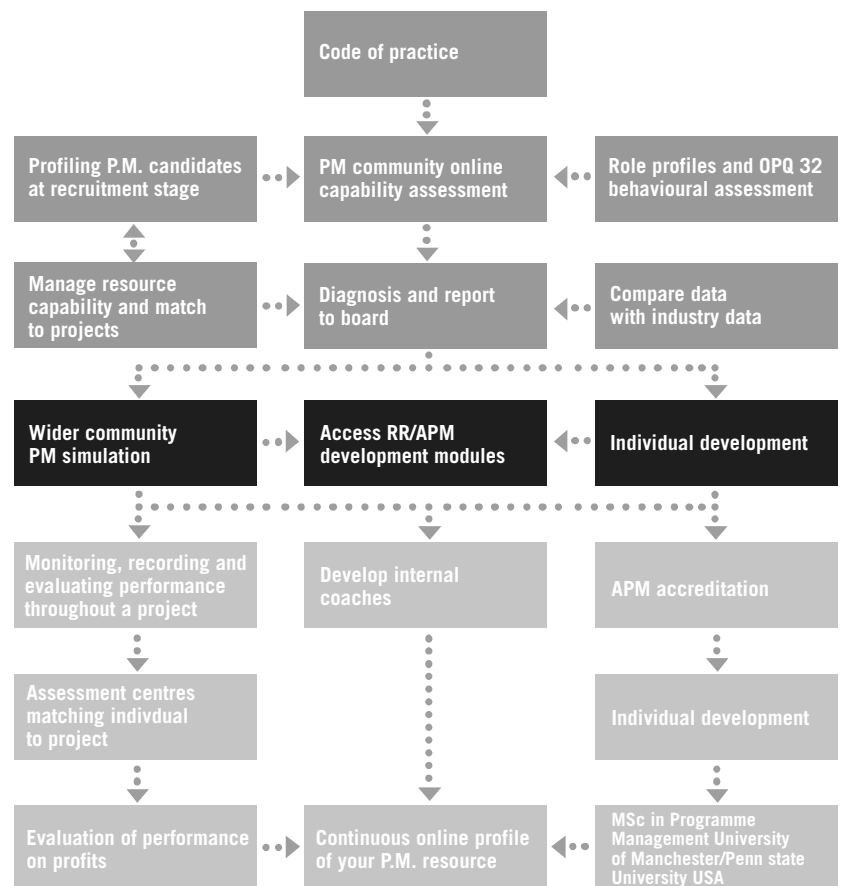 Code of practice
Profiling P.M. candidates
at recruitment stage
PM community online
capability assessment
Role profiles and OPQ 32
behavioural assessment
Manage resource
capability and match
to projects
Diagnosis and report
to board
Compare data
with industry data
Wider community
PM simulation
Access RR/APM
development modules
Individual development
Monitoring, recording and
evaluating performance
throughout a project
Develop internal
coaches
APM accreditation
Assessment centres
matching indivdual
to project
Individual development
Evaluation of performance
on profits
Continuous online profile
of your P.M. resource
MSc in Programme
Management University
of Manchester/Penn state
University USA